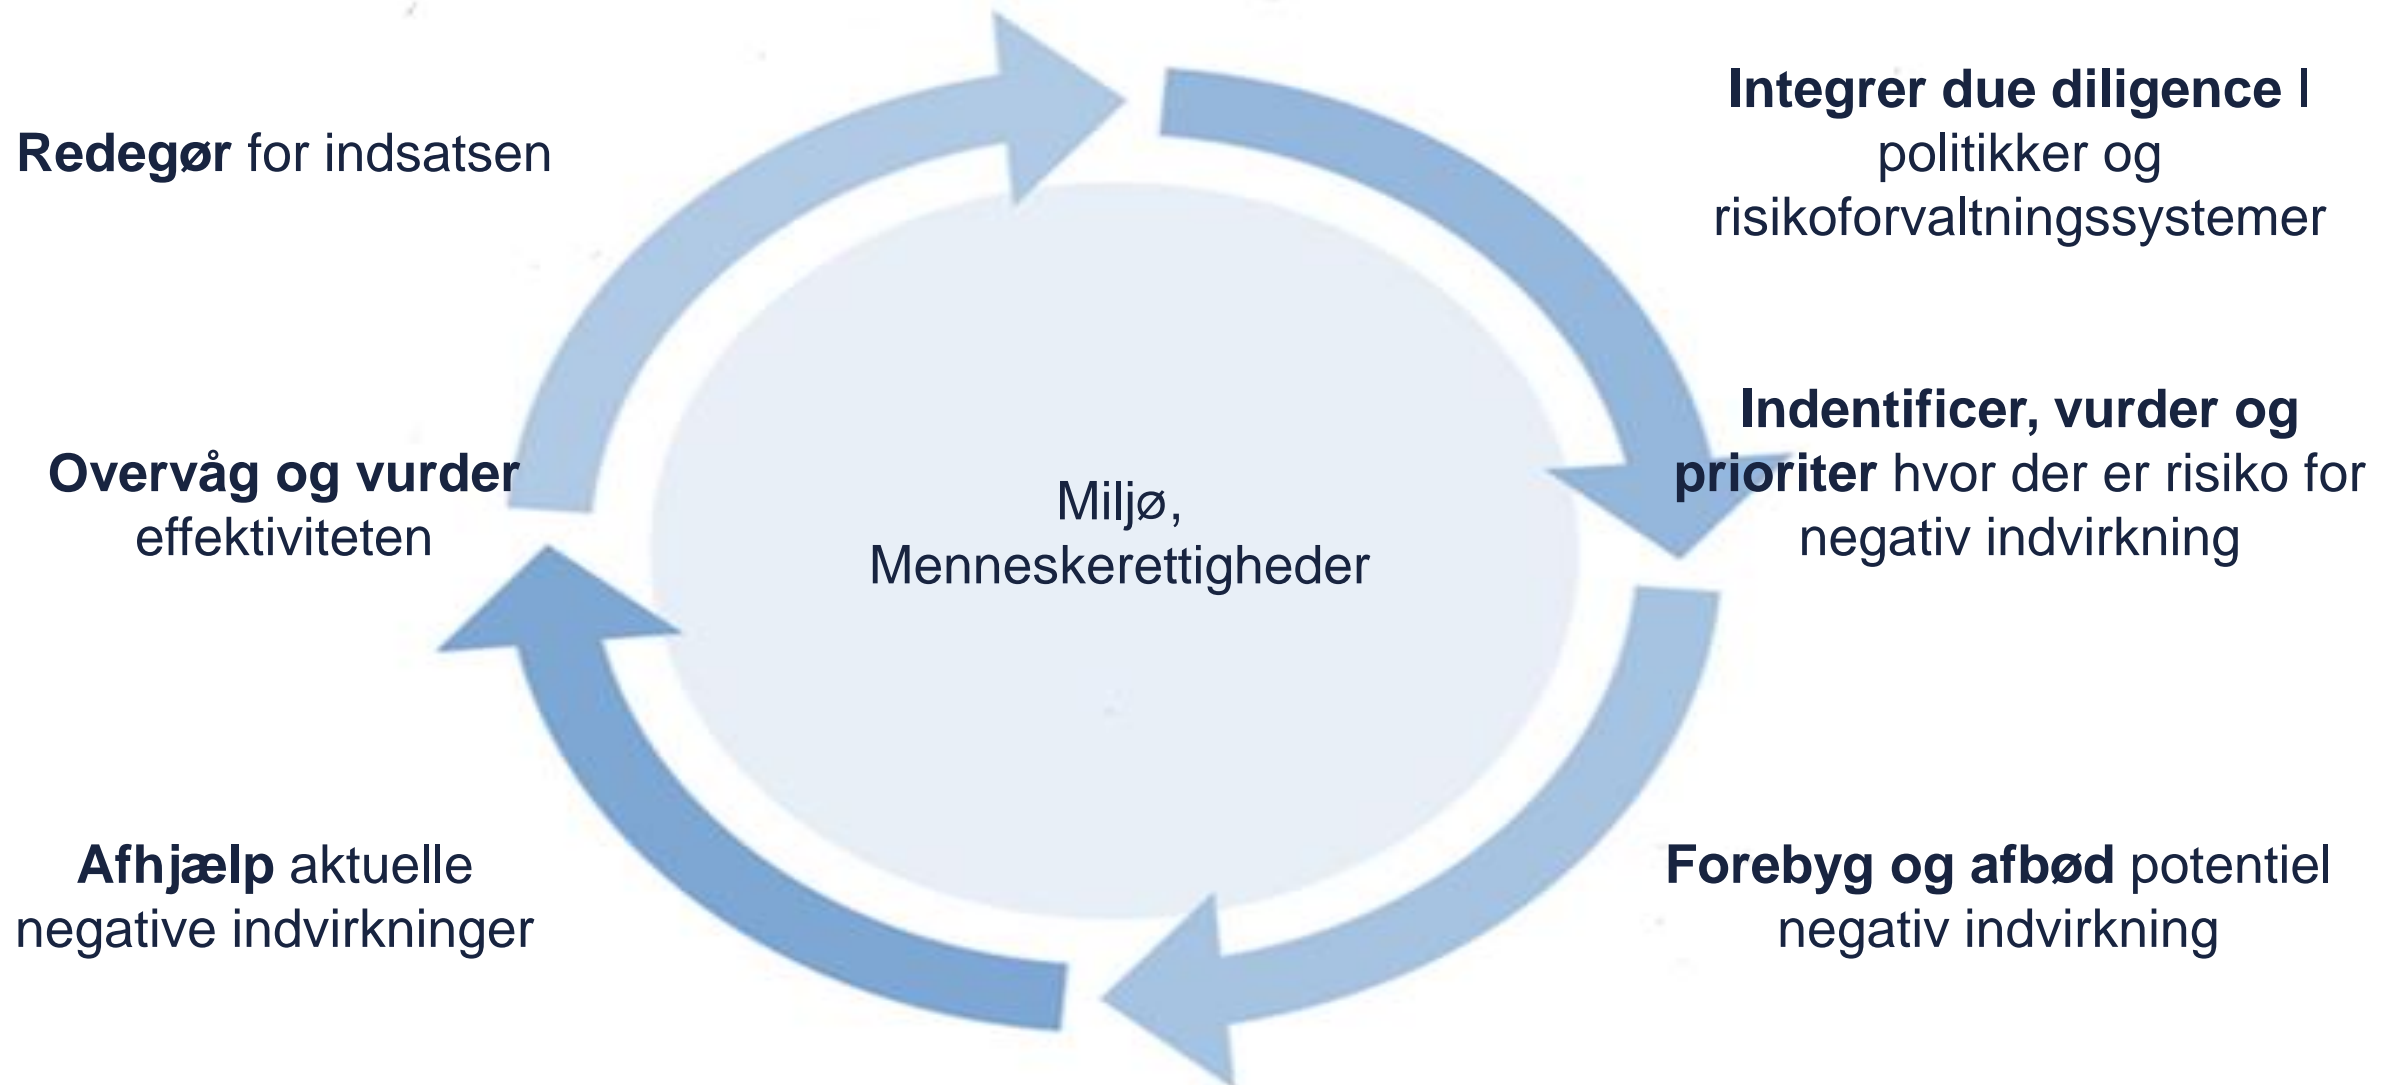 Redegør for indsatsen
Integrer due diligence I
politikker og
risikoforvaltningssystemer
Indentificer, vurder og
prioriter hvor der er risiko for
negativ indvirkning
Overvåg og vurder
effektiviteten
Miljø,
Menneskerettigheder
Afhjælp aktuelle
negative indvirkninger
Forebyg og afbød potentiel
negativ indvirkning